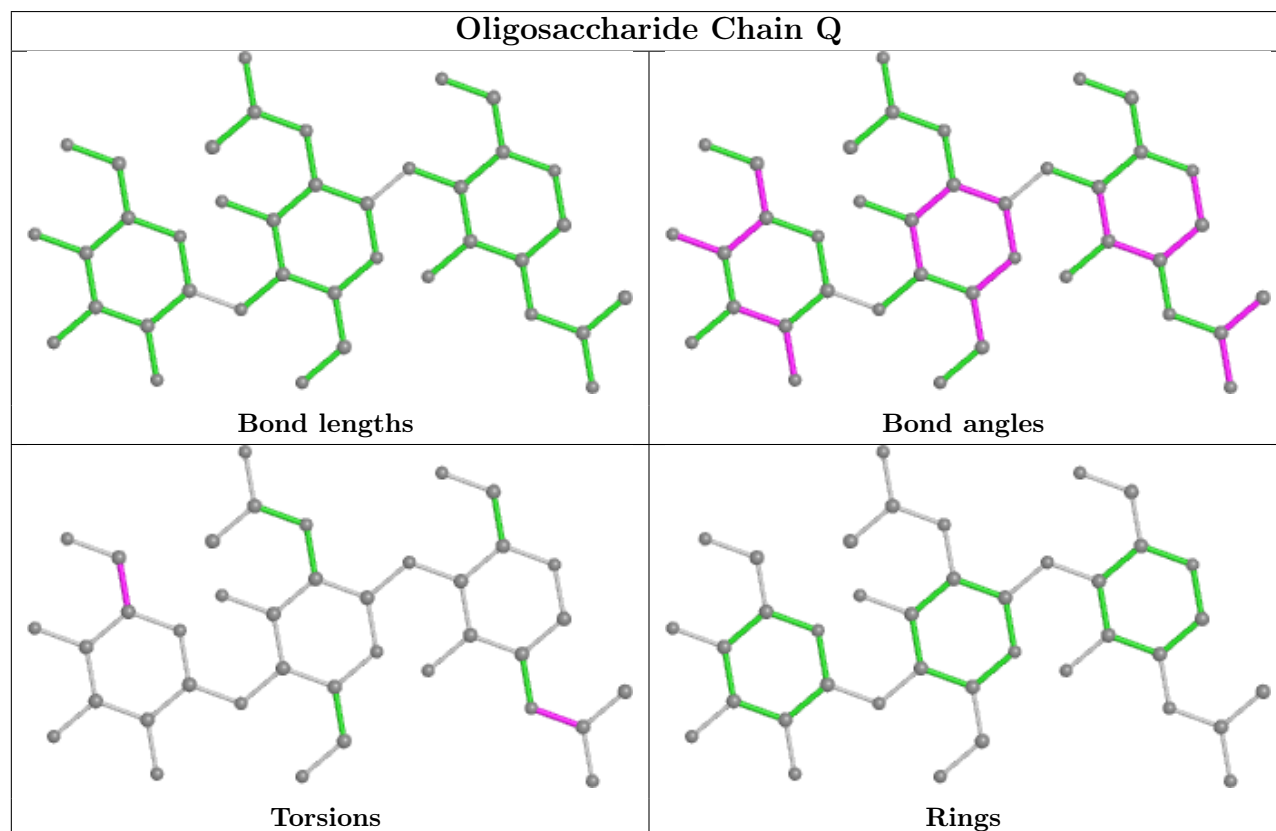 Oligosaccharide Chain Q
Bond lengths
Bond angles
Torsions
Rings